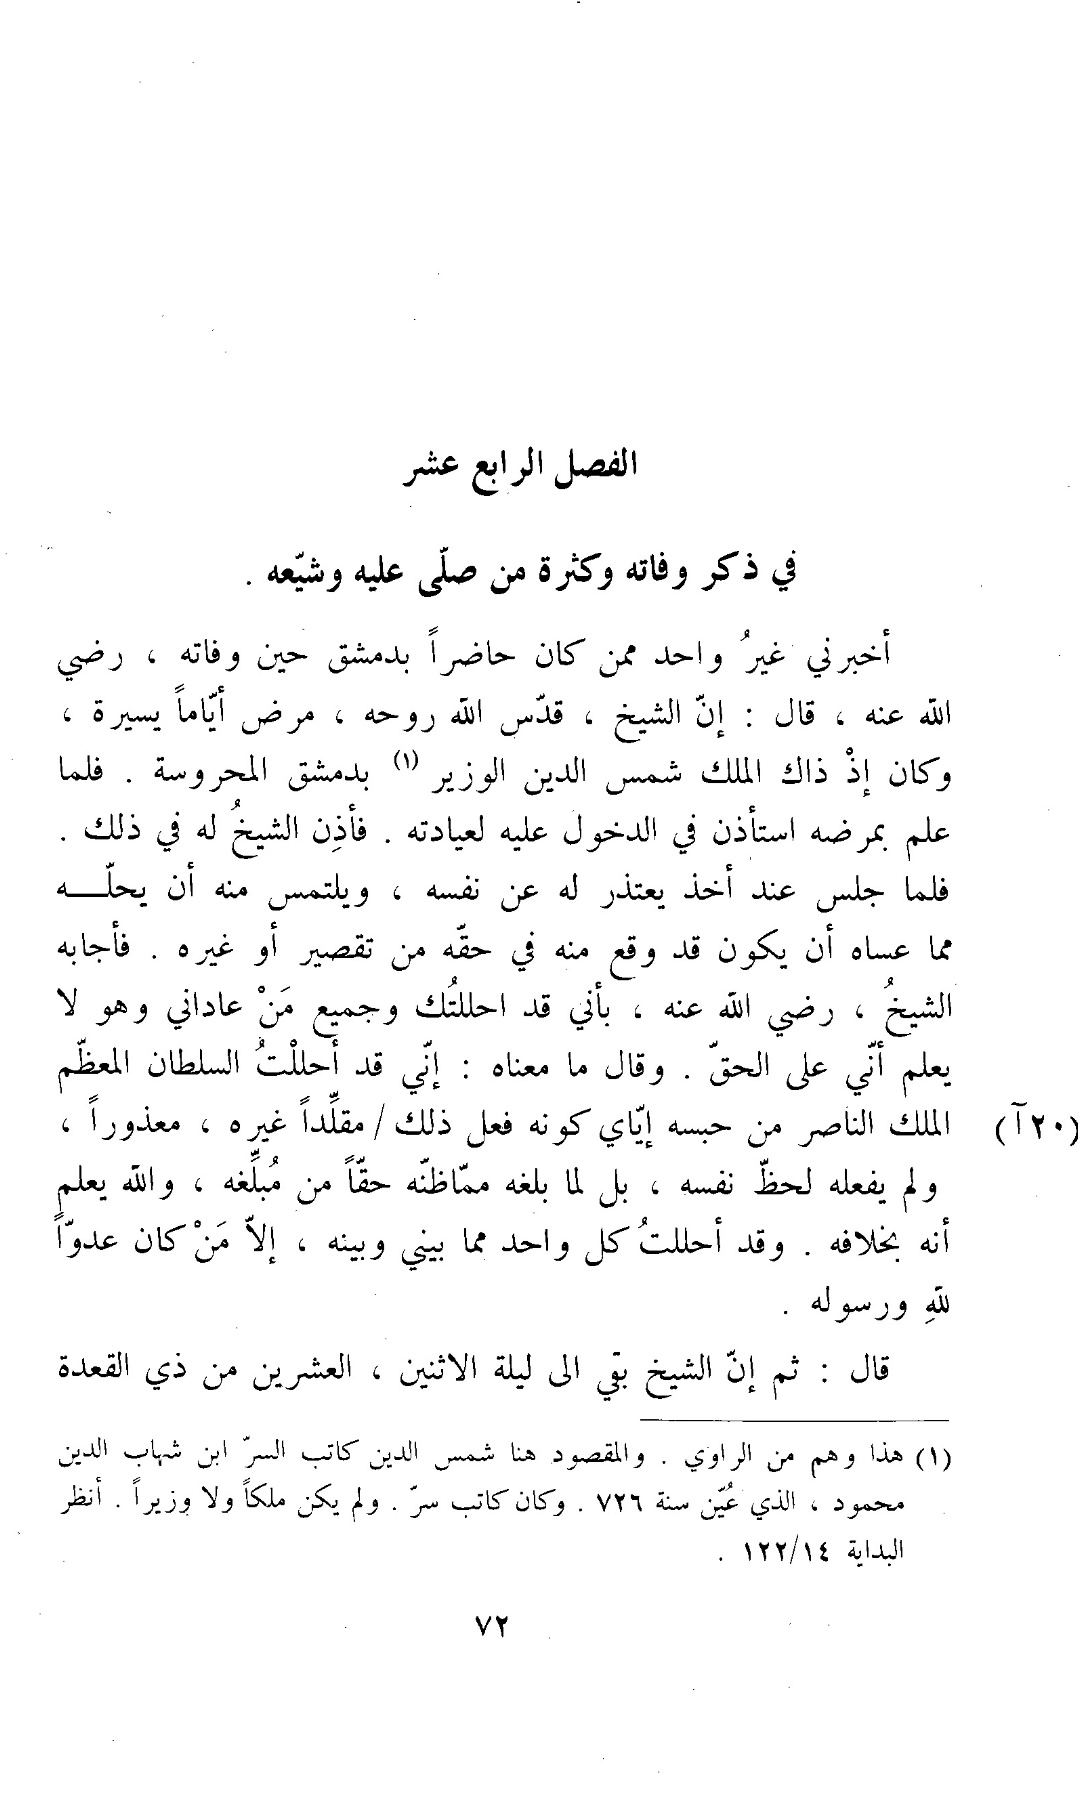 الفصل الرابع عشر
في ذكر وفاته وكثرة من صلّى عليه وشيّعه .
أخبرني غيرُ واحد ممن كان حاضراً بدمشق حين وفاته ، رضي
الله عنه ، قال : إنّ الشيخ ، قدّس الله روحه ، مرض أيّاماً يسيرة ،
وكان إذْ ذاك الملك شمس الدين الوزير (١) بدمشق المحروسة . فلما
علم بمرضه استأذن في الدخول عليه لعيادته . فأذِن الشيخُ له في ذلك .
فلما جلس عند أخذ يعتذر له عن نفسه ، ويلتمس منه أن يحلّـــه
مما عساه أن يكون قد وقع منه في حقّه من تقصير أو غيره . فأجابه
الشيخُ ، رضي الله عنه ، بأني قد احللتُك وجميع مَنْ عاداني وهو لا
يعلم أنّي على الحقّ . وقال ما معناه : إنّي قد أحللْتُ السلطان المعظّم
الملك الناصر من حبسه إيّاي كونه فعل ذلك / مقلِّداً غيره ، معذوراً ، (٢٠آ)
ولم يفعله لحظّ نفسه ، بل لما بلغه ممّاظنّه حقّاً من مُبلِّغه ، والله يعلم
أنه بخلافه . وقد أحللتُ كل واحد مما بيني وبينه ، إلاّ مَنْ كان عدوّاً
للهِ ورسوله .
قال : ثم إنّ الشيخ بقي الى ليلة الاثنين ، العشرين من ذي القعدة
(١) هذا وهم من الراوي . والمقصود هنا شمس الدين كاتب السرّ ابن شهاب الدين
محمود ، الذي عُيّن سنة ٧٢٦ . وكان كاتب سرّ . ولم يكن ملكاً ولا وزيراً . أنظر
البداية ١٢٢/١٤ .
٧٢